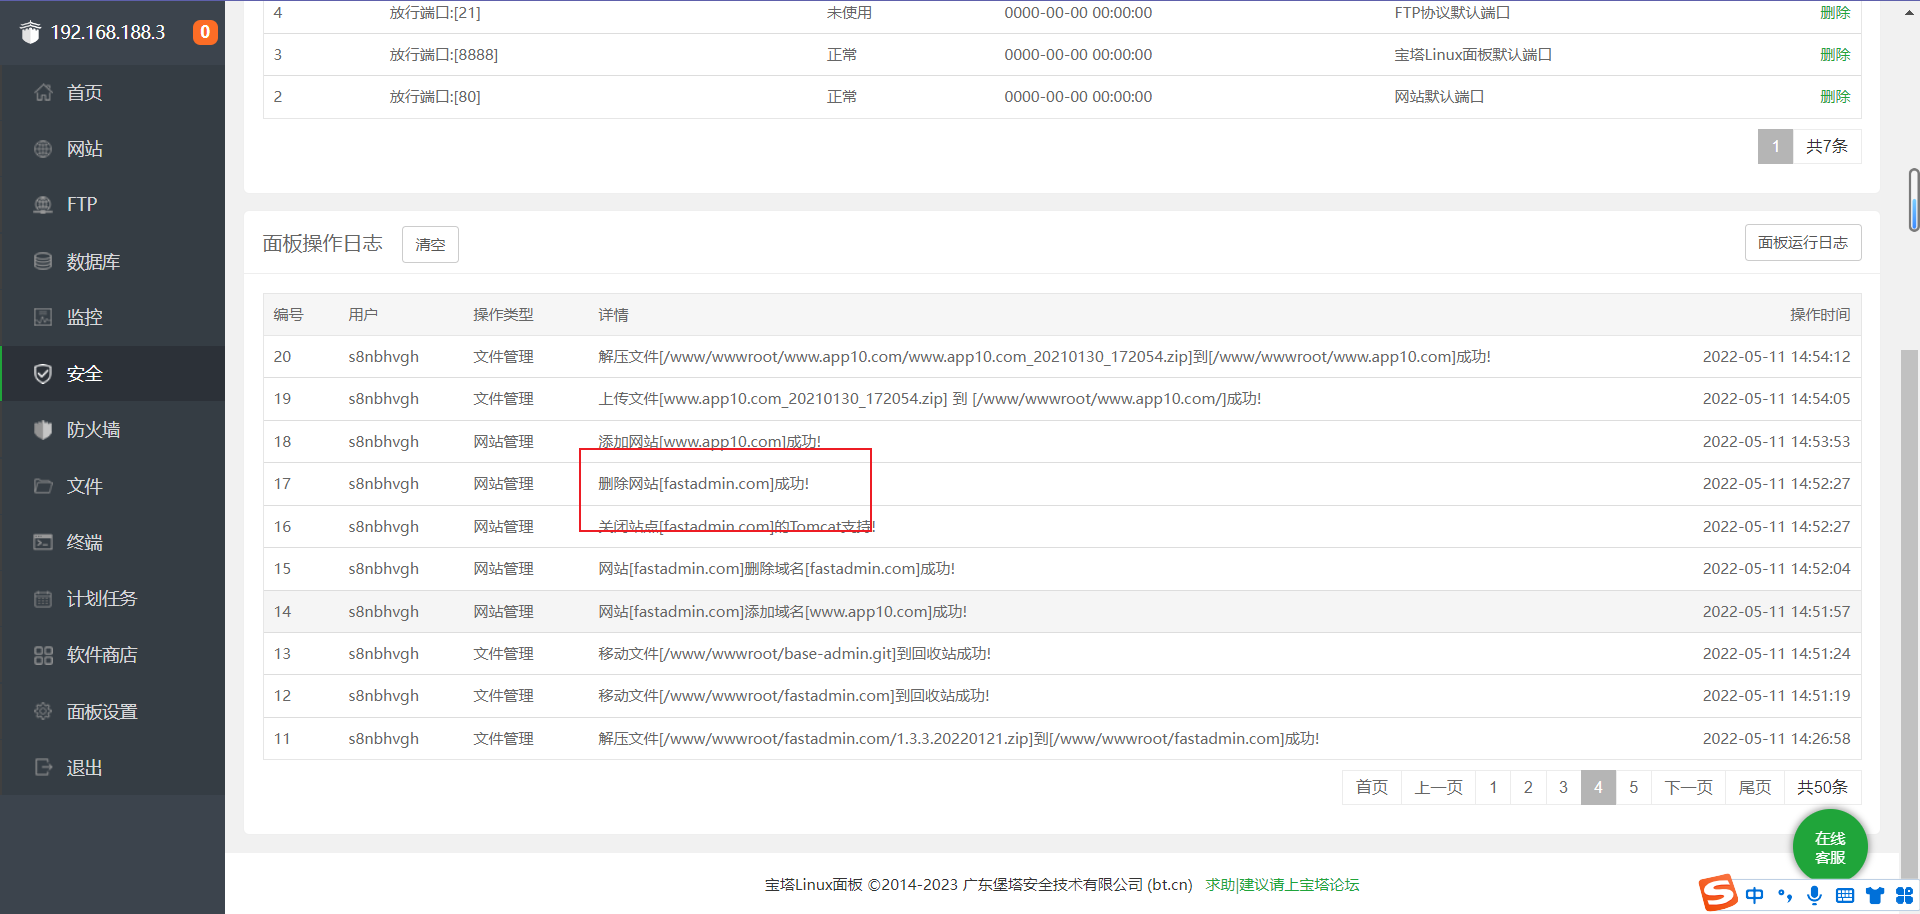 192.168.188.3 0
首页
网站
FTP
数据库
监控
安全
防火墙
文件
终端
计划任务
软件商店
面板设置
退出
4 放行端口:[21] 未使用 0000-00-00 00:00:00 FTP协议默认端口 删除
3 放行端口:[8888] 正常 0000-00-00 00:00:00 宝塔Linux面板默认端口 删除
2 放行端口:[80] 正常 0000-00-00 00:00:00 网站默认端口 删除
1 共7条
面板操作日志 清空 面板运行日志
编号 用户 操作类型 详情 操作时间
20 s8nbhvgh 文件管理 解压文件[/www/wwwroot/www.app10.com/www.app10.com_20210130_172054.zip]到[/www/wwwroot/www.app10.com]成功! 2022-05-11 14:54:12
19 s8nbhvgh 文件管理 上传文件[www.app10.com_20210130_172054.zip] 到 [/www/wwwroot/www.app10.com/]成功! 2022-05-11 14:54:05
18 s8nbhvgh 网站管理 添加网站[www.app10.com]成功! 2022-05-11 14:53:53
17 s8nbhvgh 网站管理 删除网站[fastadmin.com]成功! 2022-05-11 14:52:27
16 s8nbhvgh 网站管理 关闭站点[fastadmin.com]的Tomcat支持! 2022-05-11 14:52:27
15 s8nbhvgh 网站管理 网站[fastadmin.com]删除域名[fastadmin.com]成功! 2022-05-11 14:52:04
14 s8nbhvgh 网站管理 网站[fastadmin.com]添加域名[www.app10.com]成功! 2022-05-11 14:51:57
13 s8nbhvgh 文件管理 移动文件[/www/wwwroot/base-admin.git]到回收站成功! 2022-05-11 14:51:24
12 s8nbhvgh 文件管理 移动文件[/www/wwwroot/fastadmin.com]到回收站成功! 2022-05-11 14:51:19
11 s8nbhvgh 文件管理 解压文件[/www/wwwroot/fastadmin.com/1.3.3.20220121.zip]到[/www/wwwroot/fastadmin.com]成功! 2022-05-11 14:26:58
首页 上一页 1 2 3 4 5 下一页 尾页 共50条
在线
客服
宝塔Linux面板 ©2014-2023 广东堡塔安全技术有限公司 (bt.cn) 求助|建议请上宝塔论坛
S 中